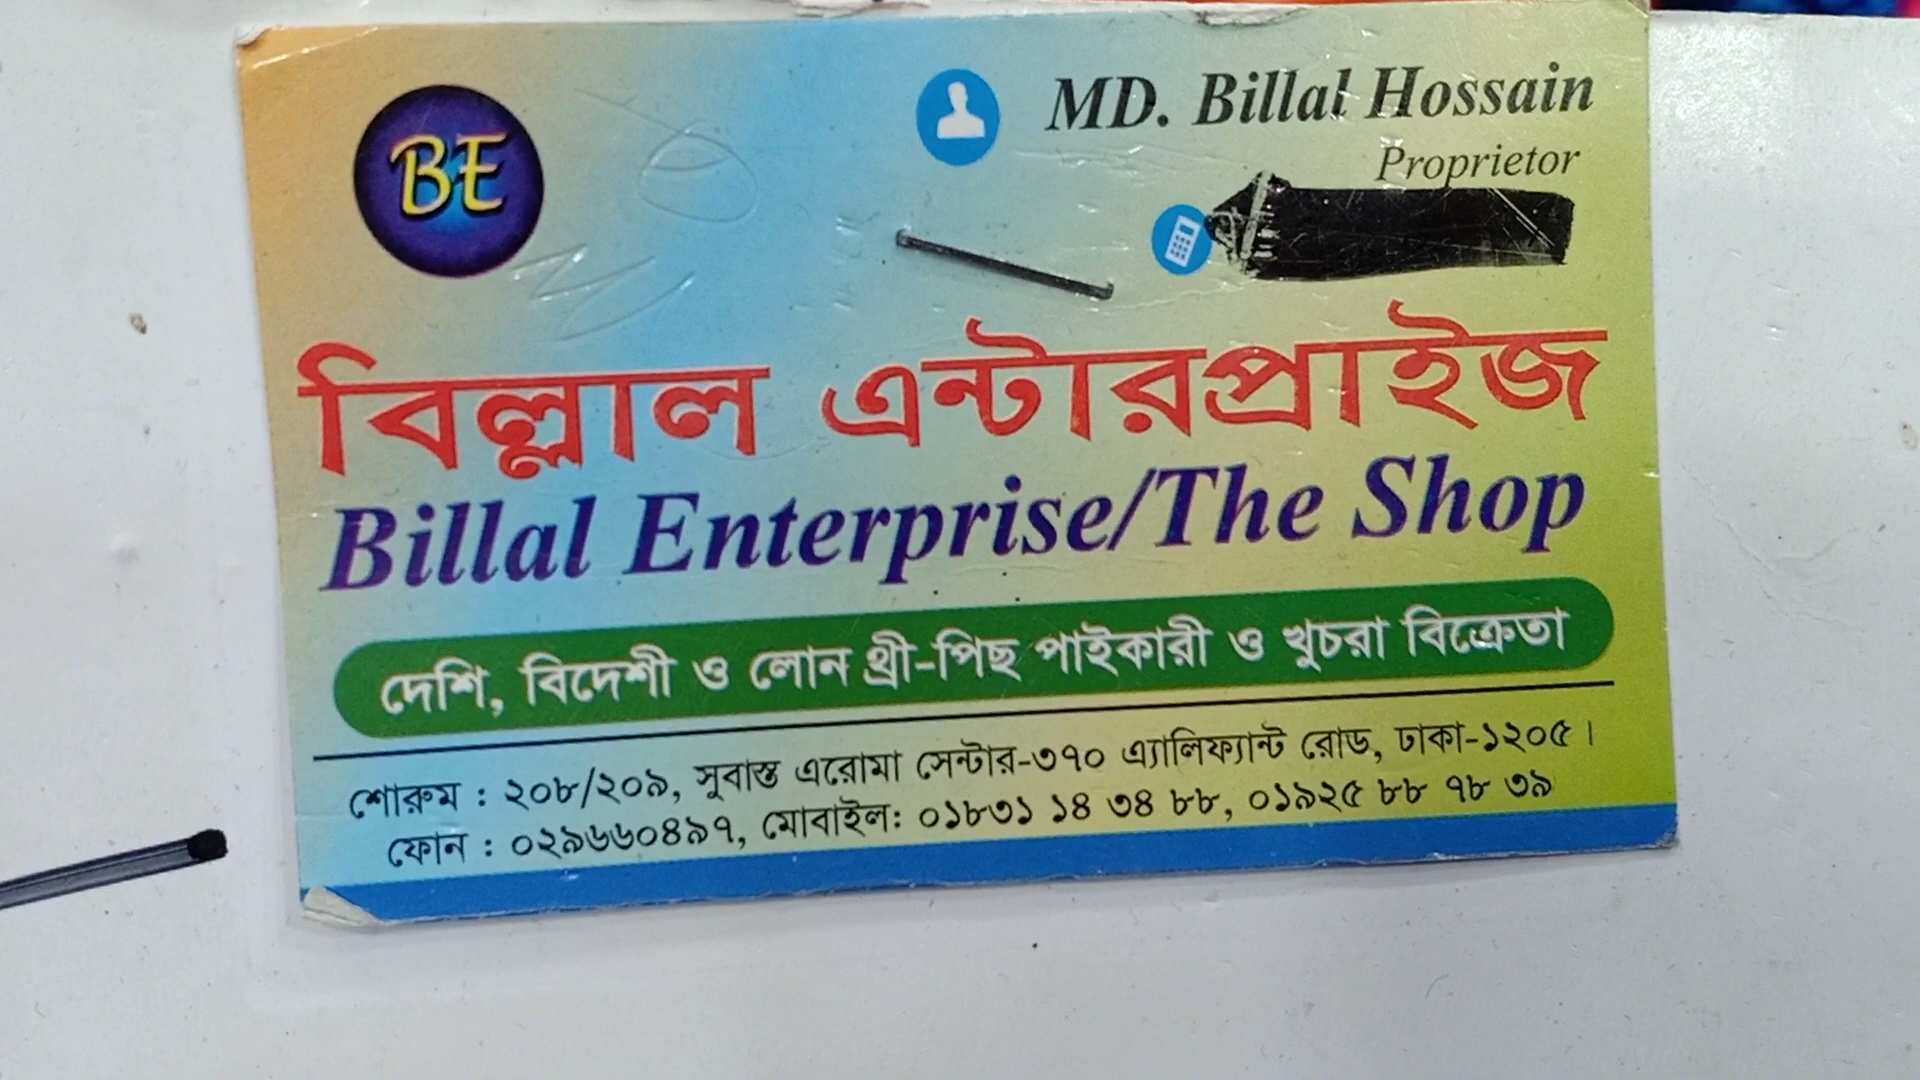 BE
MD. Billal Hossain
Proprietor
বিল্লাল এন্টারপ্রাইজ
Billal Enterprise/The Shop
দেশি, বিদেশী ও লোন থ্রী-পিছ পাইকারী ও খুচরা বিক্রেতা
শোরুম : ২০৮/২০৯, সুবাস্ত এরোমা সেন্টার-৩৭০ এ্যালিফ্যান্ট রোড, ঢাকা-১২০৫।
ফোন : ০২৯৬৬০৪৯৭, মোবাইল: ০১৮৩১ ১৪ ৩৪ ৮৮, ০১৯২৫ ৮৮ ৭৮ ৩৯